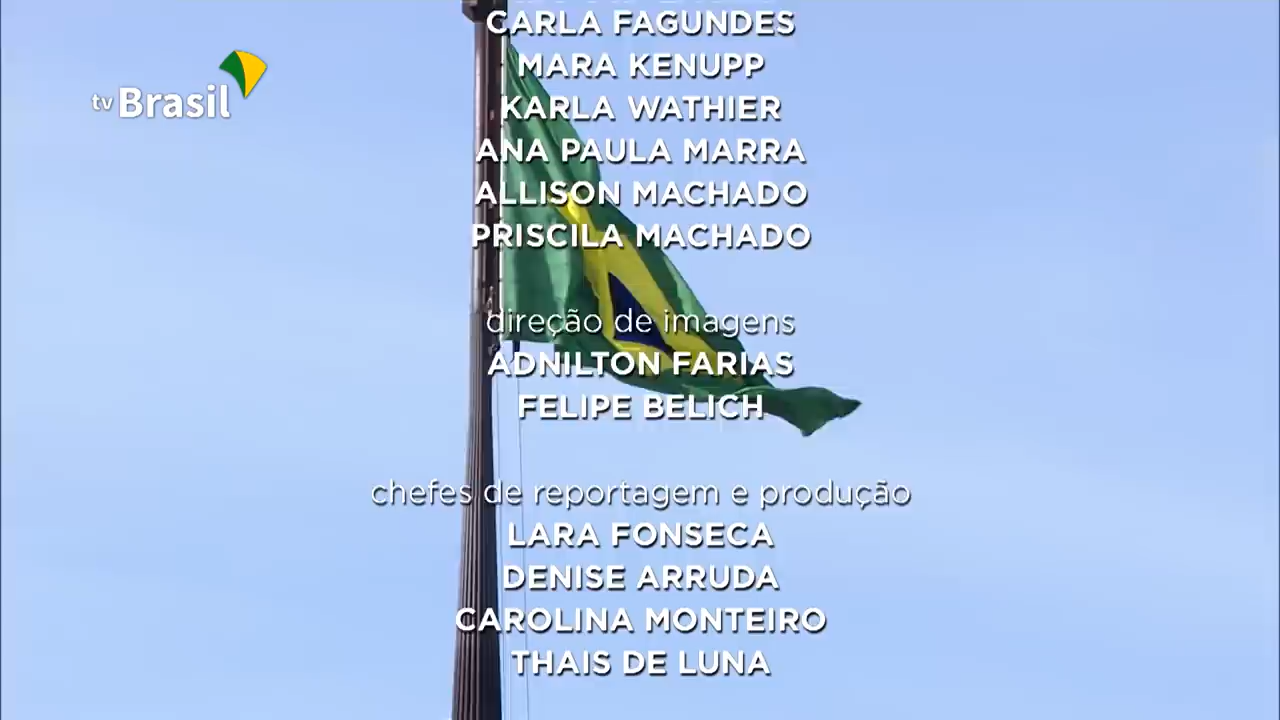 CARLA FAGUNDES
MARA KENUPP
tv Brasil
KARLA WATHIER
ANA PAULA MARRA
ALLISON MACHADO
PRISCILA MACHADO
direção de imagens
ADNILTON FARIAS
FELIPE BELICH
chefes de reportagem e produção
LARA FONSECA
DENISE ARRUDA
CAROLINA MONTEIRO
THAIS DE LUNA